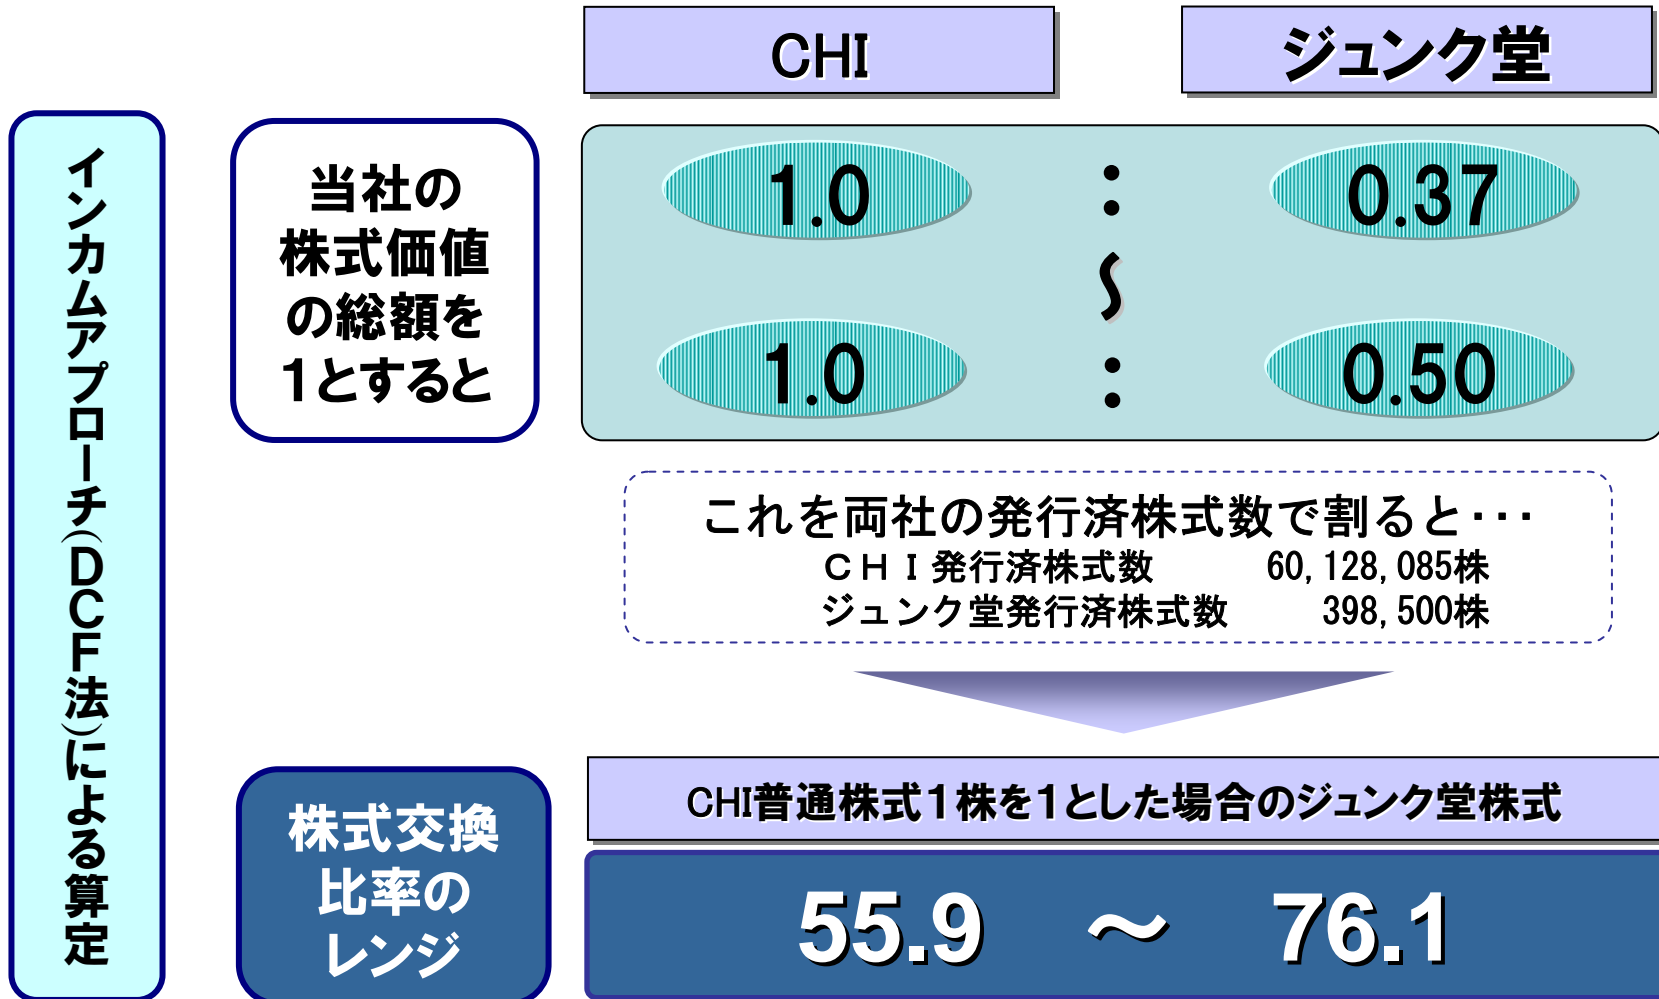 CHI
ジュンク堂
インカムアプローチ(DCF法)による算定
当社の
株式価値
の総額を
1とすると
1.0 : 0.37
~
1.0 : 0.50
これを両社の発行済株式数で割ると・・・
CHI発行済株式数 60,128,085株
ジュンク堂発行済株式数 398,500株
株式交換
比率の
レンジ
CHI普通株式1株を1とした場合のジュンク堂株式
55.9 ~ 76.1